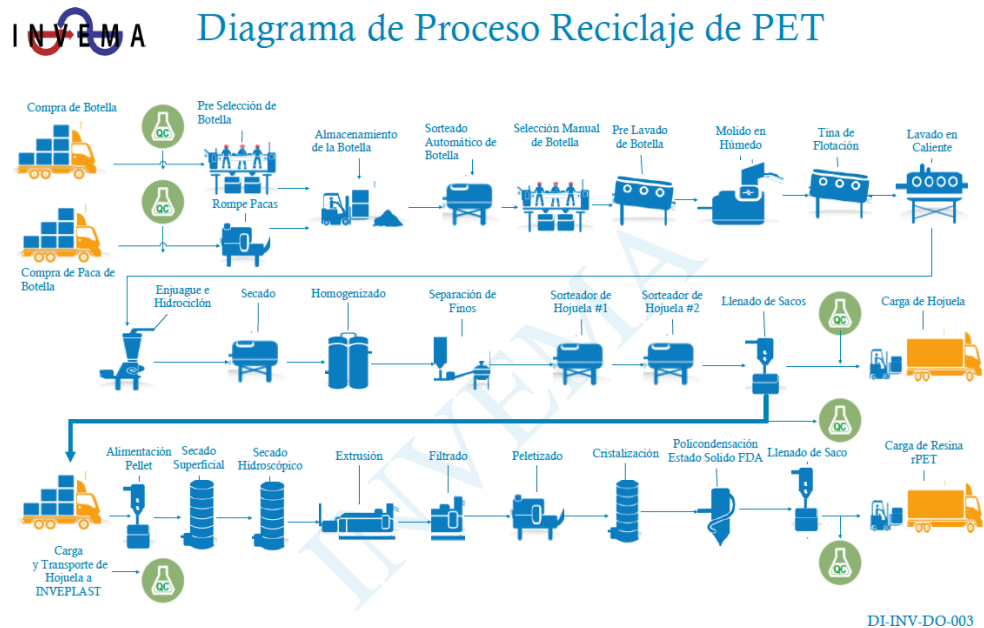 INVEMA
Diagrama de Proceso Reciclaje de PET
Compra de Botella
QC
Pre Selección de
Botella
Almacenamiento
de la Botella
Sorteado
Automático de
Botella
Selección Manual
de Botella
Pre Lavado
de Botella
Molido en
Húmedo
Tina de
Flotación
Lavado en
Caliente
QC
Rompe Pacas
Compra de Paca de
Botella
Enjuague e
Hidrociclón
Secado
Homogenizado
Separación de
Finos
Sorteador de
Hojuela #1
Sorteador de
Hojuela #2
Llenado de Sacos
QC
Carga de Hojuela
QC
Alimentación
Pellet
Secado
Superficial
Secado
Hidroscópico
Extrusión
Filtrado
Peletizado
Cristalización
Policondensación
Estado Solido FDA
Llenado de Saco
Carga de Resina
rPET
Carga
y Transporte de
Hojuela a
INVEPLAST
QC
QC
INVEMA
DI-INV-DO-003